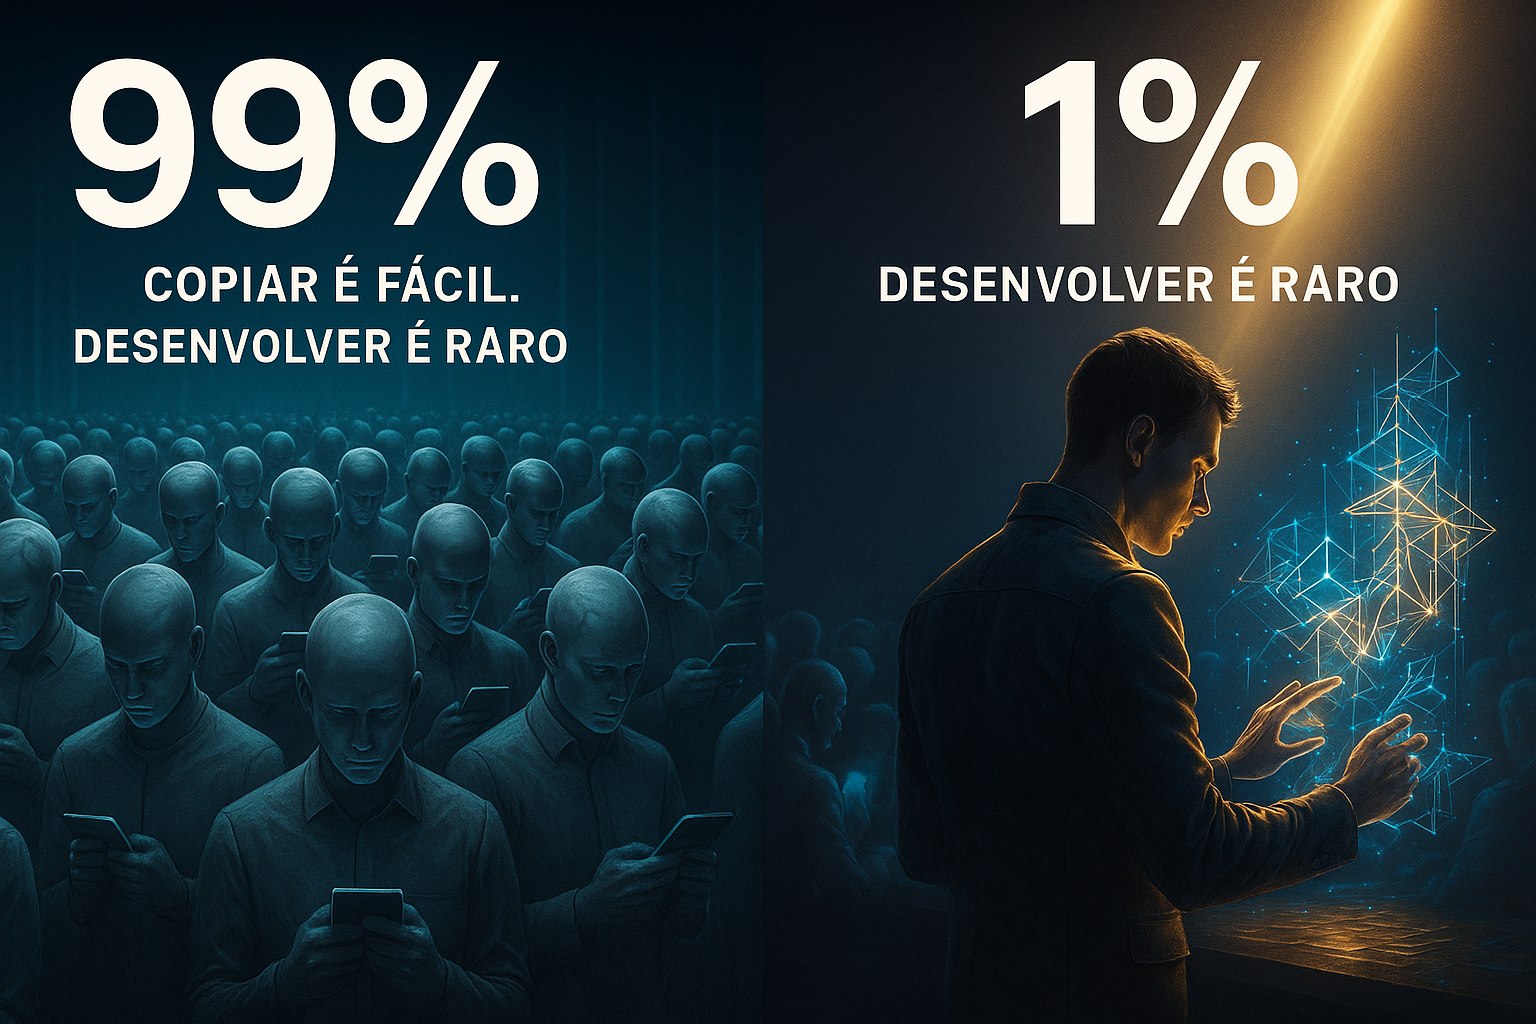 99%
COPIAR É FÁCIL.
DESENVOLVER É RARO
1%
DESENVOLVER É RARO